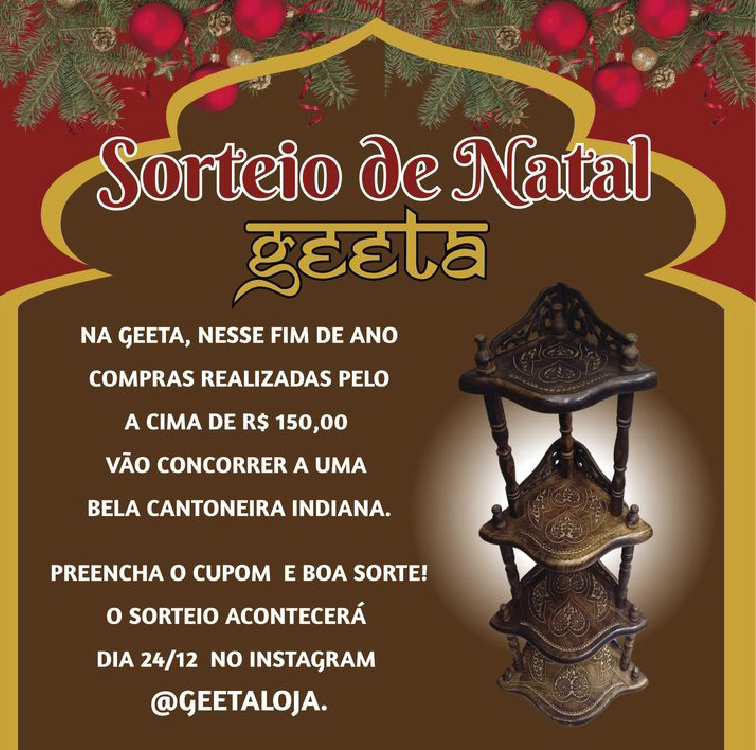 Sorteio de Natal
geeta
NA GEETA, NESSE FIM DE ANO
COMPRAS REALIZADAS PELO
A CIMA DE R$ 150,00
VÃO CONCORRER A UMA
BELA CANTONEIRA INDIANA.
PREENCHA O CUPOM E BOA SORTE!
O SORTEIO ACONTECERÁ
DIA 24/12 NO INSTAGRAM
@GEETALOJA.